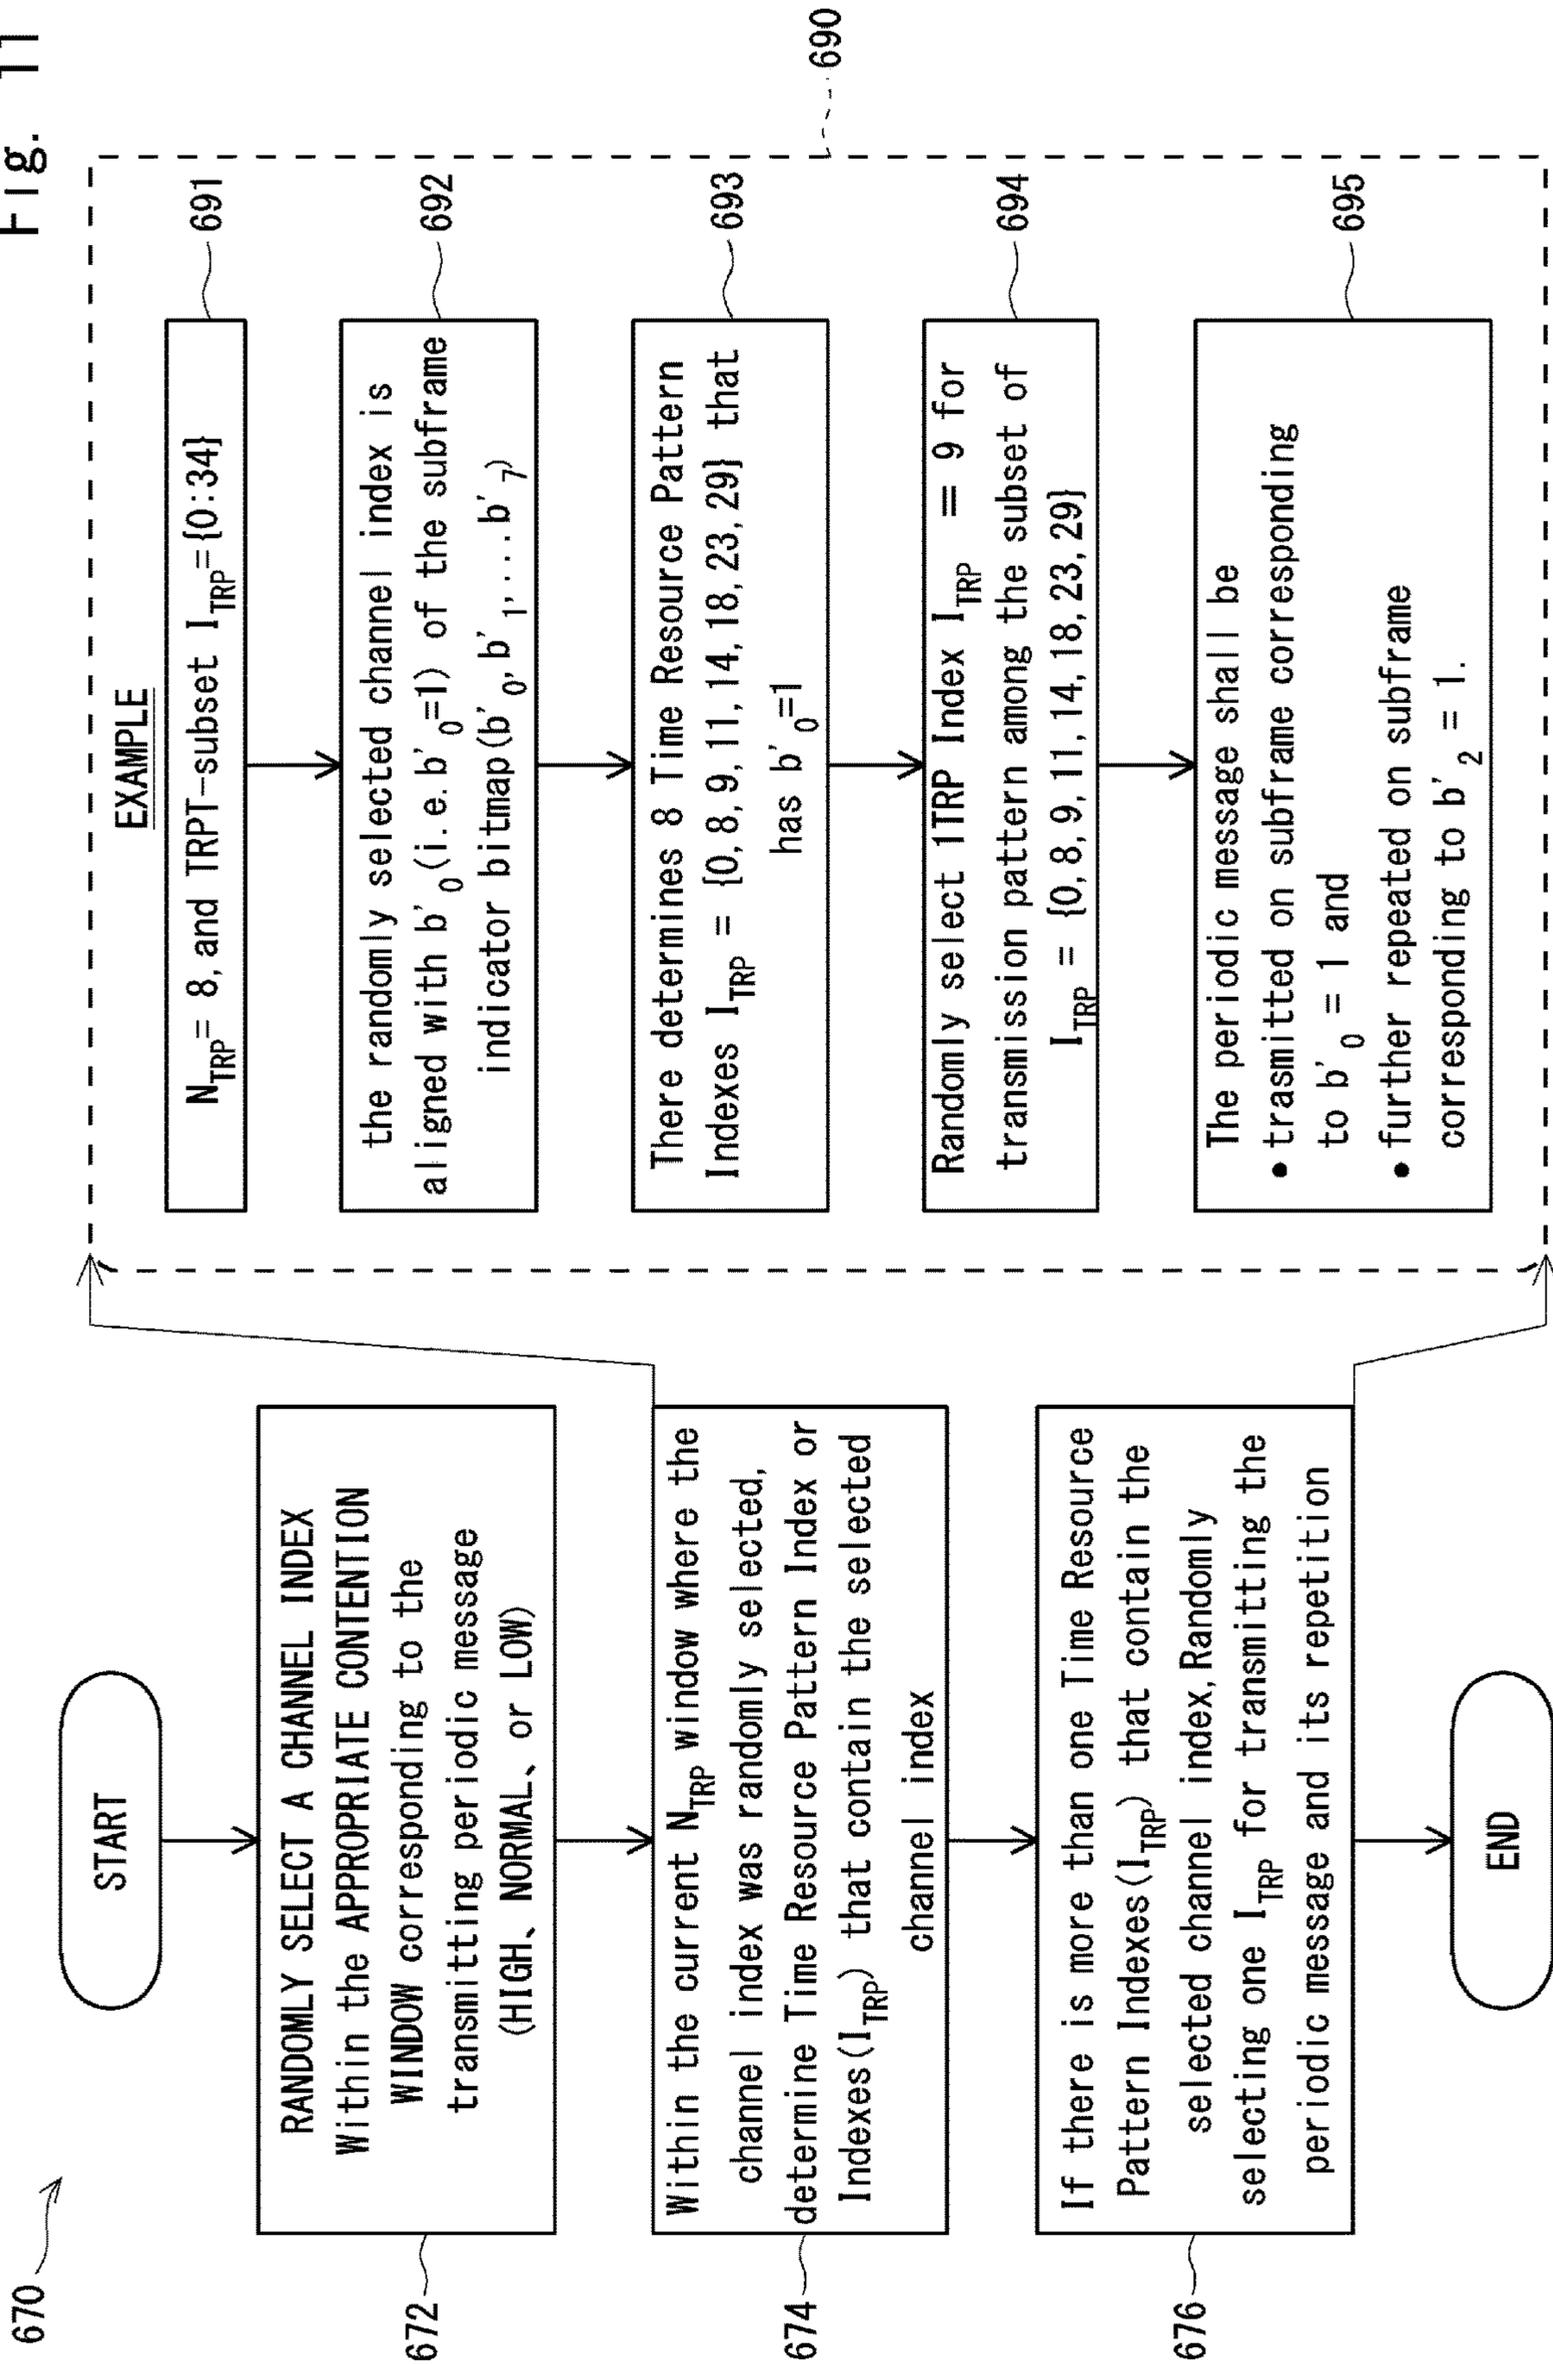 Fig. 11
670
START
RANDOMLY SELECT A CHANNEL INDEX
Within the APPROPRIATE CONTENTION
WINDOW corresponding to the
transmitting periodic message
(HIGH、NORMAL、or LOW)
672
Within the current N_TRP window where the
channel index was randomly selected,
determine Time Resource Pattern Index or
Indexes(I_TRP) that contain the selected
channel index
674
If there is more than one Time Resource
Pattern Indexes(I_TRP) that contain the
selected channel index,Randomly
selecting one I_TRP for transmitting the
periodic message and its repetition
676
END
EXAMPLE
690
N_TRP= 8, and TRPT-subset I_TRP={0:34}
691
the randomly selected channel index is
aligned with b'_0(i.e.b'_0=1) of the subframe
indicator bitmap(b'_0,b'_1,...b'_7)
692
There determines 8 Time Resource Pattern
Indexes I_TRP = {0,8,9,11,14,18,23,29} that
has b'_0=1
693
Randomly select 1TRP Index I_TRP = 9 for
transmission pattern among the subset of
I_TRP = {0,8,9,11,14,18,23,29}
694
The periodic message shall be
• trasmitted on subframe corresponding
to b'_0 = 1 and
• further repeated on subframe
corresponding to b'_2 = 1.
695